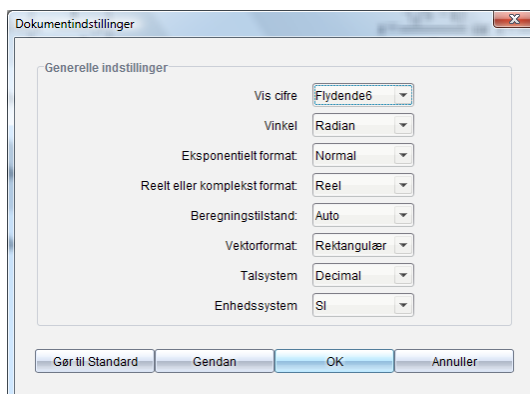 Dokumentindstillinger
Generelle indstillinger
Vis cifre Flydende6
Vinkel Radian
Eksponentielt format: Normal
Reelt eller komplekst format: Reel
Beregningstilstand: Auto
Vektorformat: Rektangulær
Talsystem Decimal
Enhedssystem SI
Gør til Standard Gendan OK Annuller